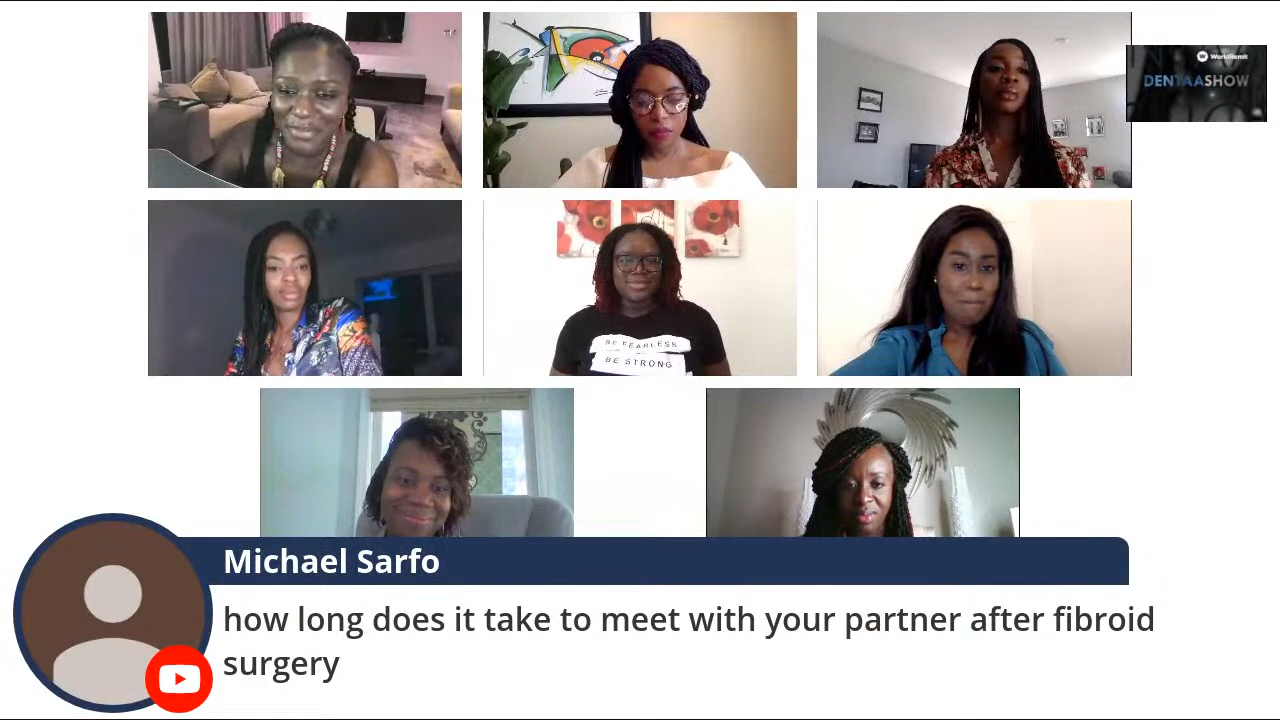 WorldRemit
DENTAASHOW
BE FEARLESS
BE STRONG
Michael Sarfo
how long does it take to meet with your partner after fibroid
surgery